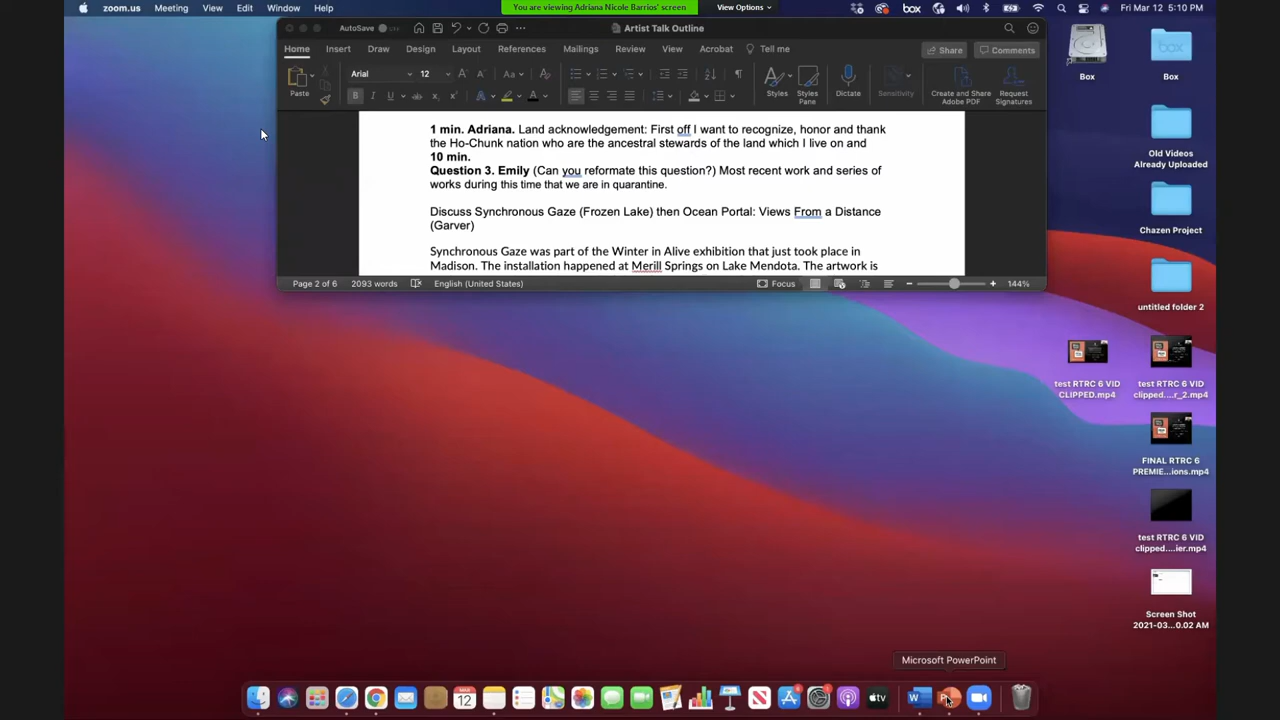 zoom.us Meeting View Edit Window Help
You are viewing Adriana Nicole Barrios' screen
View Options
box
Fri Mar 12 5:10 PM
AutoSave
Artist Talk Outline
Home Insert Draw Design Layout References Mailings Review View Acrobat Tell me
Share Comments
Paste
Arial 12
Styles
Styles Pane
Dictate
Sensitivity
Create and Share Adobe PDF
Request Signatures
1 min. Adriana. Land acknowledgement: First off I want to recognize, honor and thank
the Ho-Chunk nation who are the ancestral stewards of the land which I live on and
10 min.
Question 3. Emily (Can you reformate this question?) Most recent work and series of
works during this time that we are in quarantine.
Discuss Synchronous Gaze (Frozen Lake) then Ocean Portal: Views From a Distance
(Garver)
Synchronous Gaze was part of the Winter in Alive exhibition that just took place in
Madison. The installation happened at Merill Springs on Lake Mendota. The artwork is
Page 2 of 6 2093 words English (United States) Focus 144%
Box
Box
Old Videos
Already Uploaded
Chazen Project
untitled folder 2
test RTRC 6 VID
CLIPPED.mp4
test RTRC 6 VID
clipped....r_2.mp4
FINAL RTRC 6
PREMIE...ions.mp4
test RTRC 6 VID
clipped....ier.mp4
Screen Shot
2021-03...0.02 AM
Microsoft PowerPoint
12
tv
W